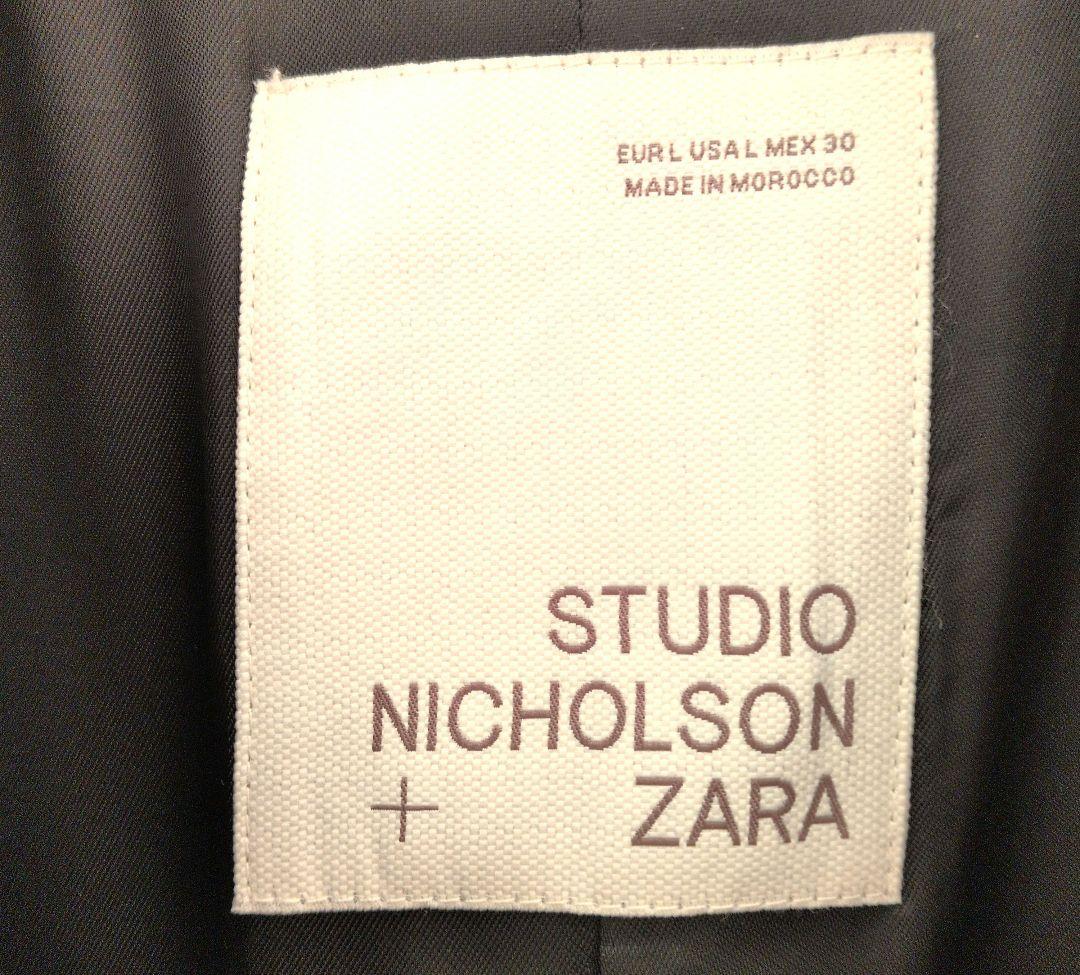 EUR L USA L MEX 30
MADE IN MOROCCO
STUDIO
NICHOLSON
+ ZARA